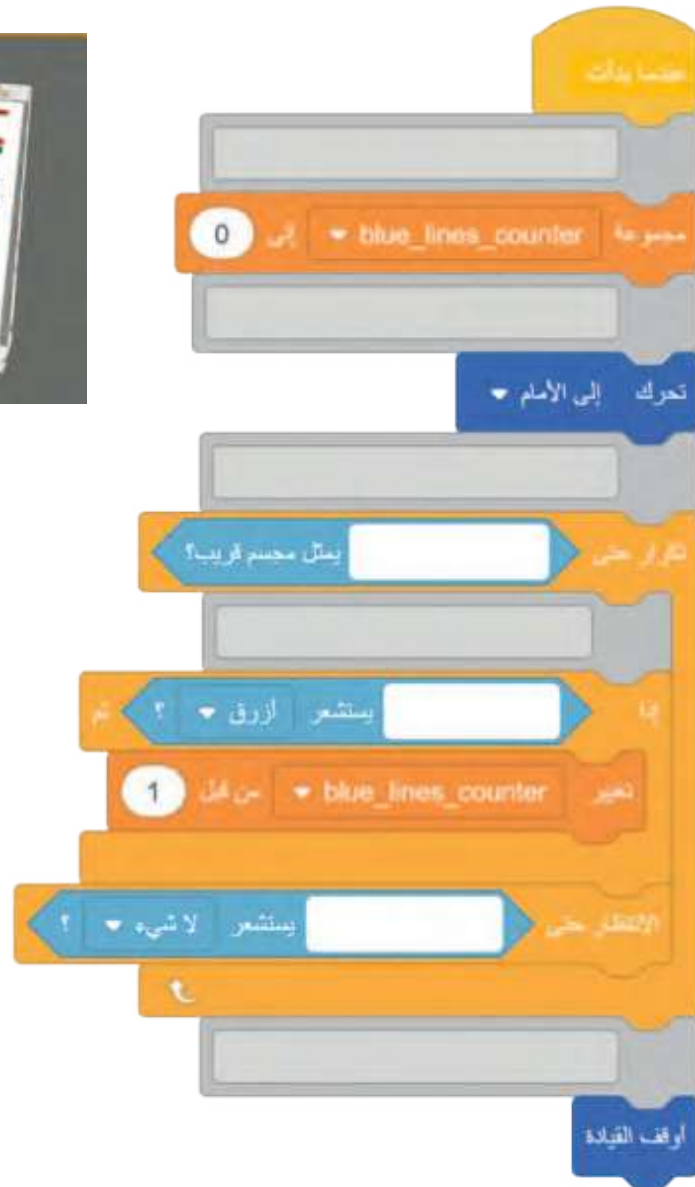 عندما بدأت
مجموعة blue_lines_counter إلى 0
تحرك إلى الأمام
تكرار حتى يمثل مجسم قريب؟
إذا يستشعر أزرق ؟ ثم
تغيير blue_lines_counter من قبل 1
الانتظار حتى يستشعر لا شيء ؟
أوقف القيادة